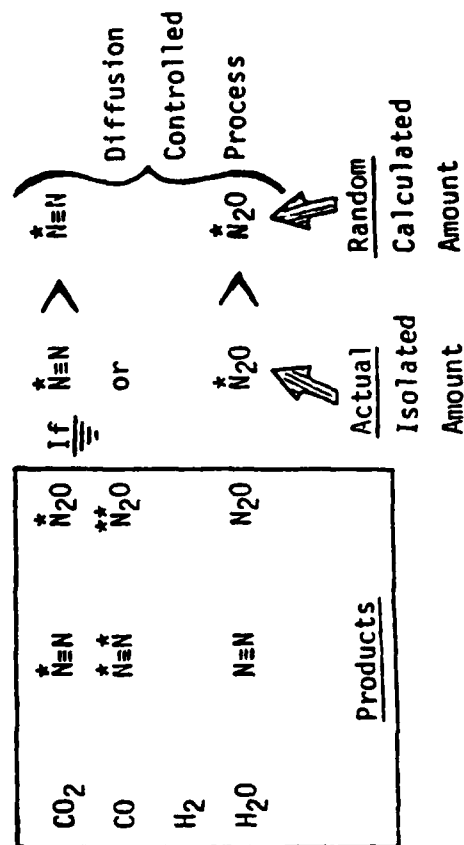 CO2 *N≡N *N2O
CO *N≡*N **N2O
H2
H2O N≡N N2O
Products
If *N≡N > *N≡N
or
*N2O > *N2O
Diffusion
Controlled
Process
Actual
Isolated
Amount
Random
Calculated
Amount